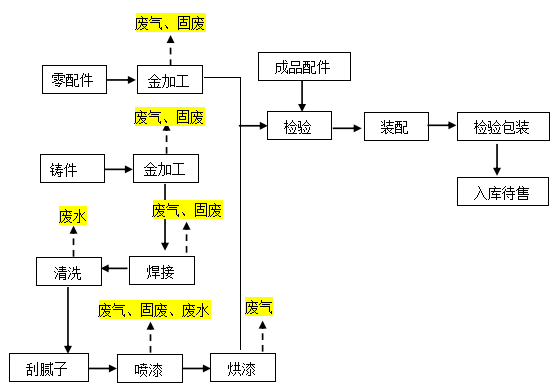 废气、固废
成品配件
零配件
金加工
废气、固废
检验
装配
检验包装
铸件
金加工
入库待售
废气、固废
废水
清洗
焊接
废气、固废、废水
废气
刮腻子
喷漆
烘漆